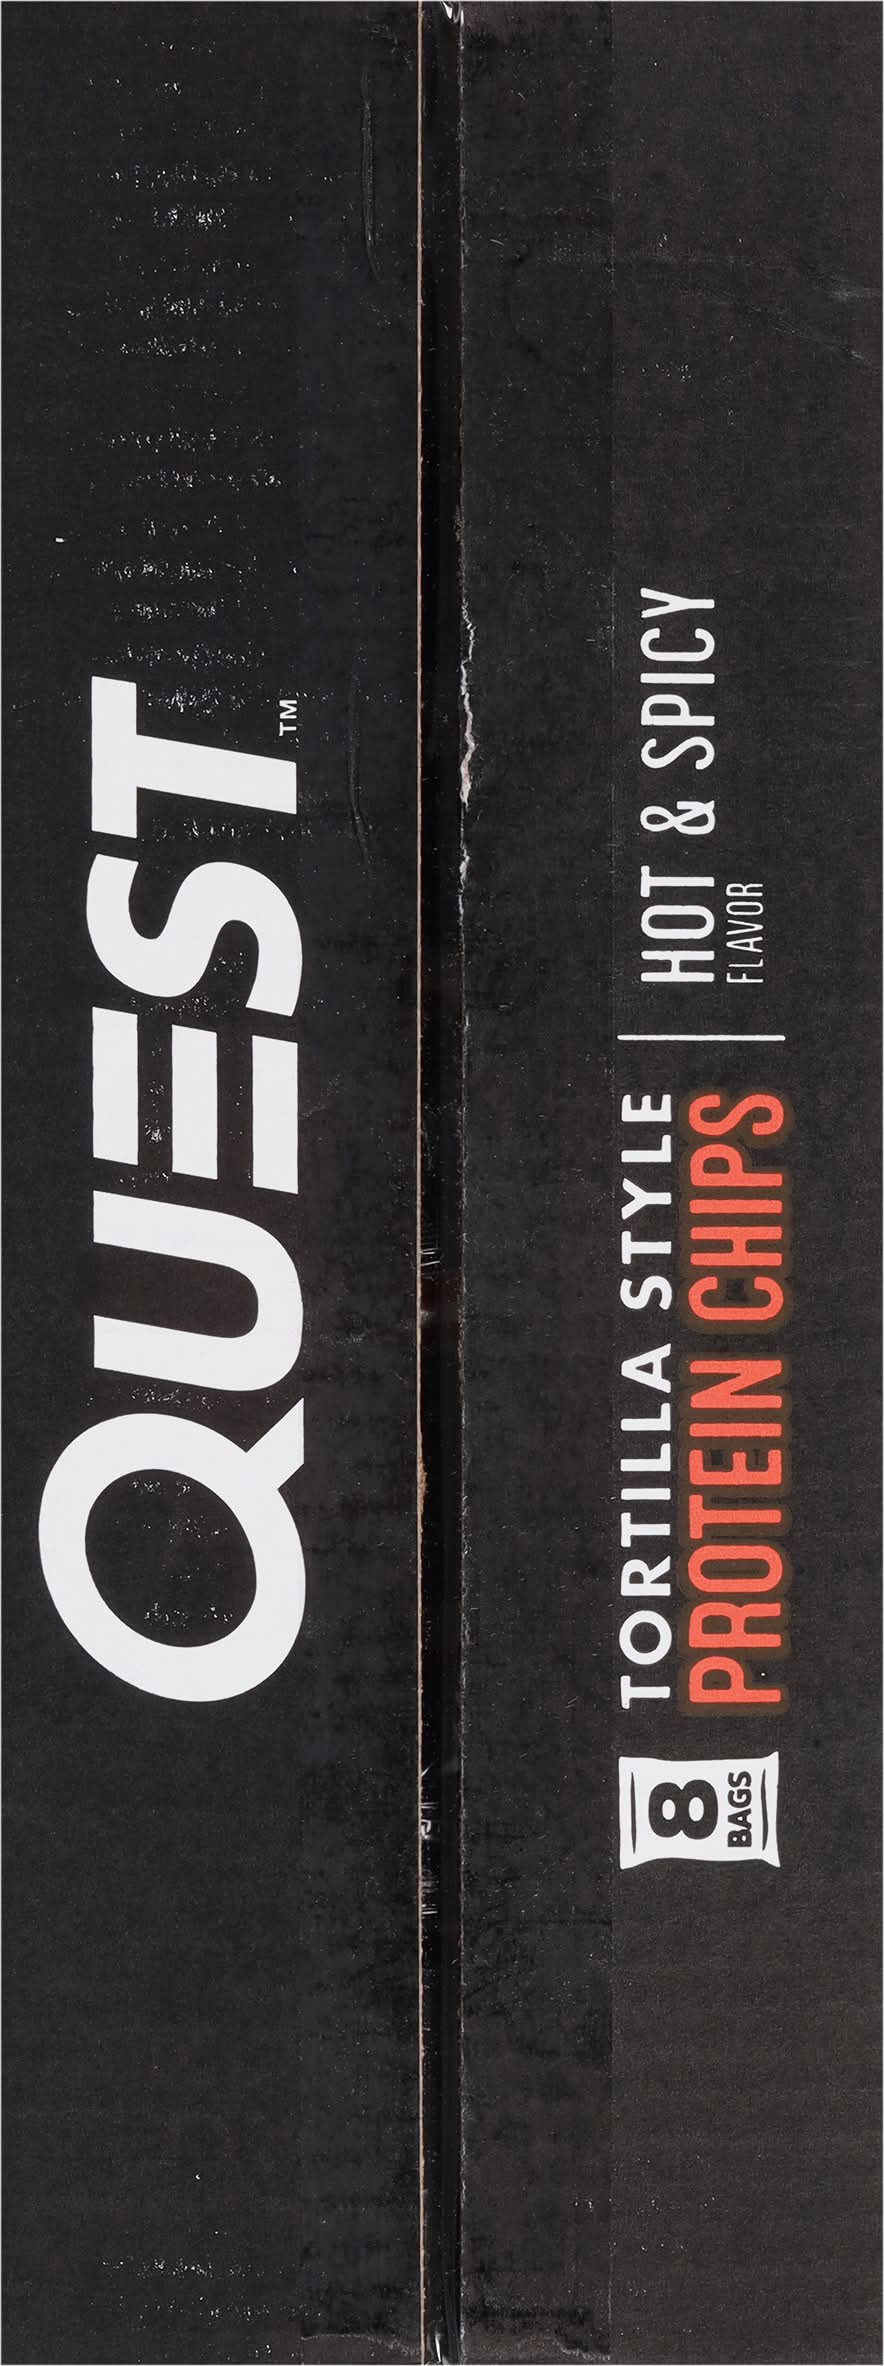 QUEST™
8
BAGS
TORTILLA STYLE
PROTEIN CHIPS
HOT & SPICY
FLAVOR